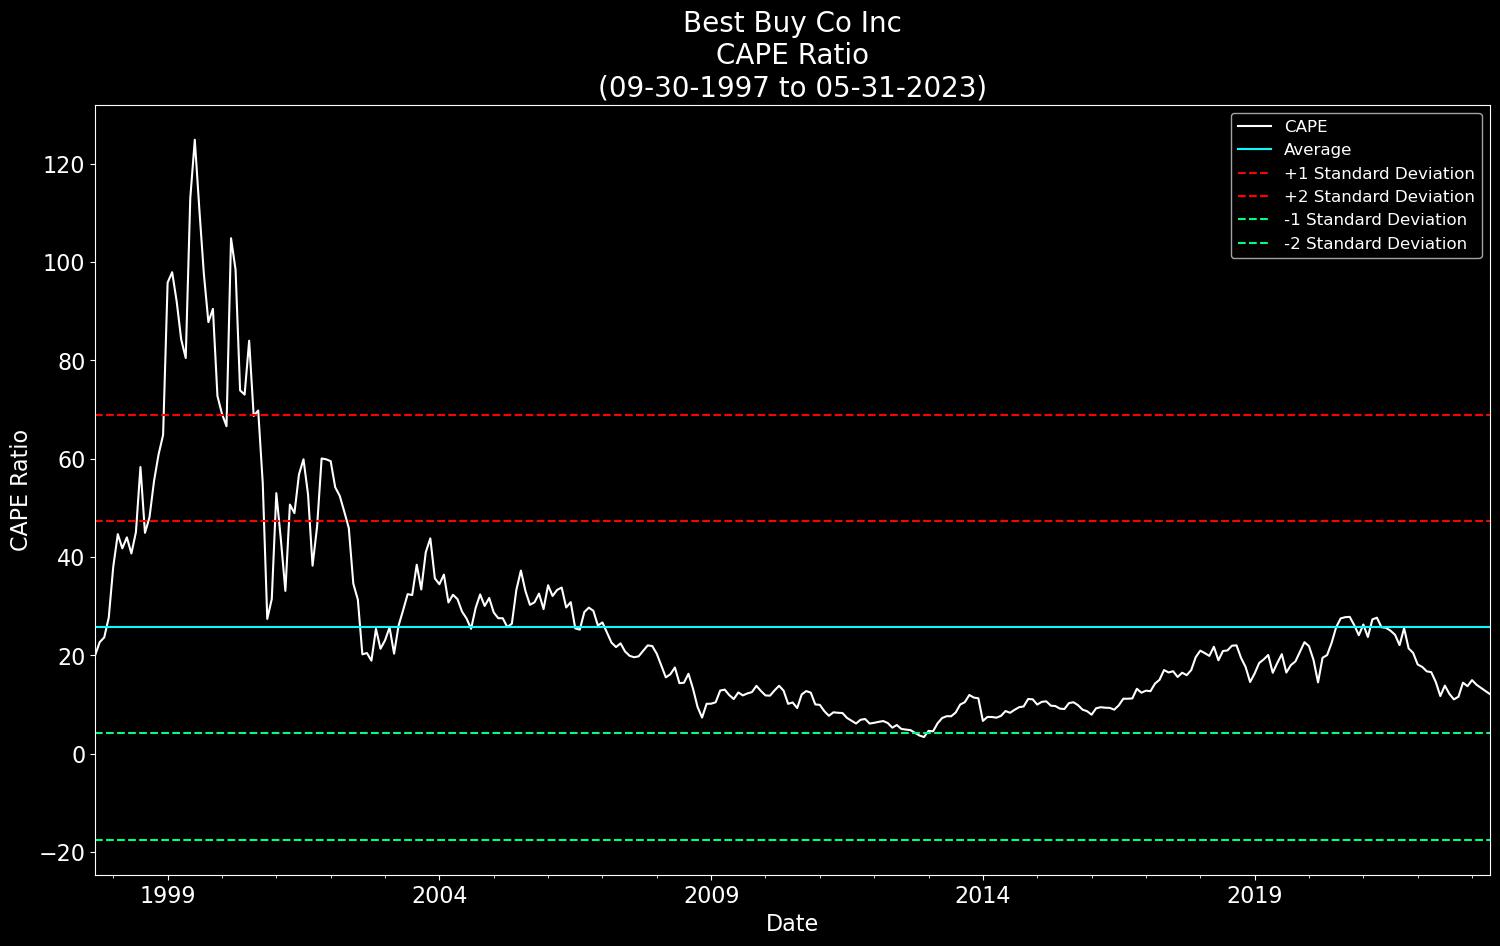 Best Buy Co Inc
CAPE Ratio
(09-30-1997 to 05-31-2023)
CAPE
Average
+1 Standard Deviation
+2 Standard Deviation
-1 Standard Deviation
-2 Standard Deviation
CAPE Ratio
120
100
80
60
40
20
0
−20
1999
2004
2009
2014
2019
Date